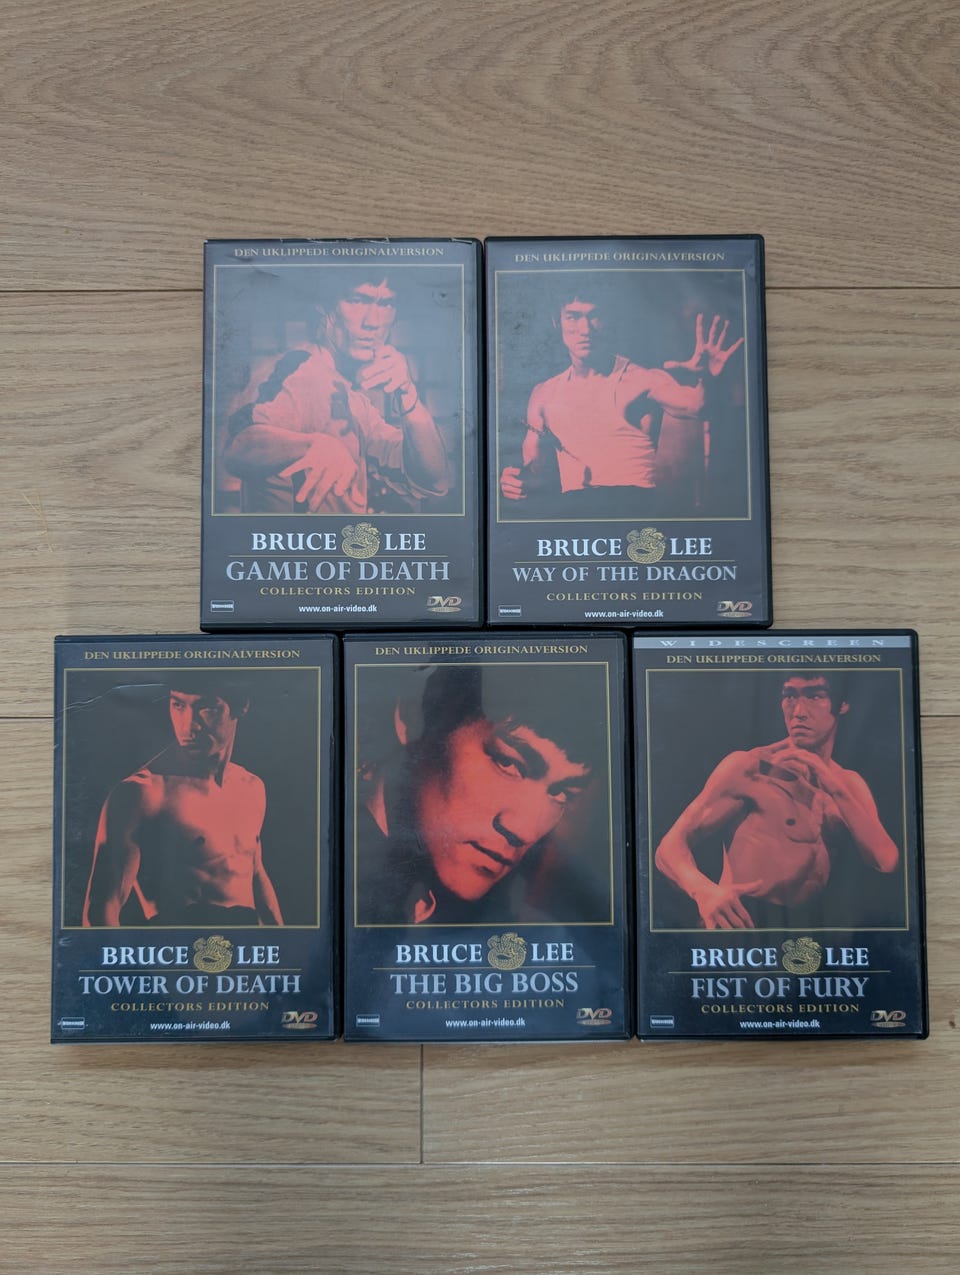 DEN UKLIPPEDE ORIGINALVERSION
BRUCE LEE
GAME OF DEATH
COLLECTORS EDITION
www.on-air-video.dk
DVD
DEN UKLIPPEDE ORIGINALVERSION
BRUCE LEE
WAY OF THE DRAGON
COLLECTORS EDITION
www.on-air-video.dk
DVD
DEN UKLIPPEDE ORIGINALVERSION
BRUCE LEE
TOWER OF DEATH
COLLECTORS EDITION
www.on-air-video.dk
DVD
DEN UKLIPPEDE ORIGINALVERSION
BRUCE LEE
THE BIG BOSS
COLLECTORS EDITION
www.on-air-video.dk
DVD
WIDESCREEN
DEN UKLIPPEDE ORIGINALVERSION
BRUCE LEE
FIST OF FURY
COLLECTORS EDITION
www.on-air-video.dk
DVD